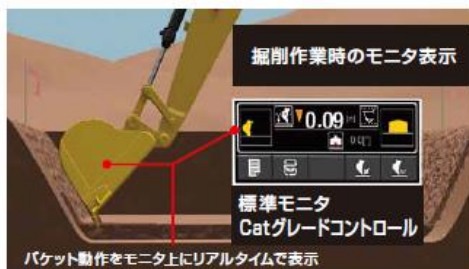 掘削作業時のモニタ表示
0.09
標準モニタ
Catグレードコントロール
バケット動作をモニタ上にリアルタイムで表示